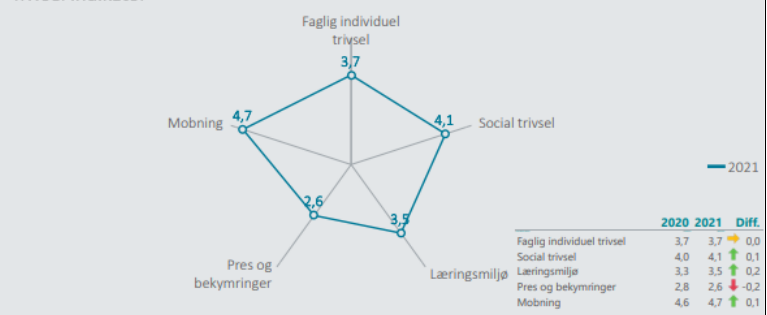 Faglig individuel
trivsel
3,7
4,7
Mobning
4,1
Social trivsel
2021
2,6
3,5
Pres og
bekymringer
Læringsmiljø
2020 2021 Diff.
Faglig individuel trivsel 3,7 3,7 0,0
Social trivsel 4,0 4,1 0,1
Læringsmiljø 3,3 3,5 0,2
Pres og bekymringer 2,8 2,6 -0,2
Mobning 4,6 4,7 0,1